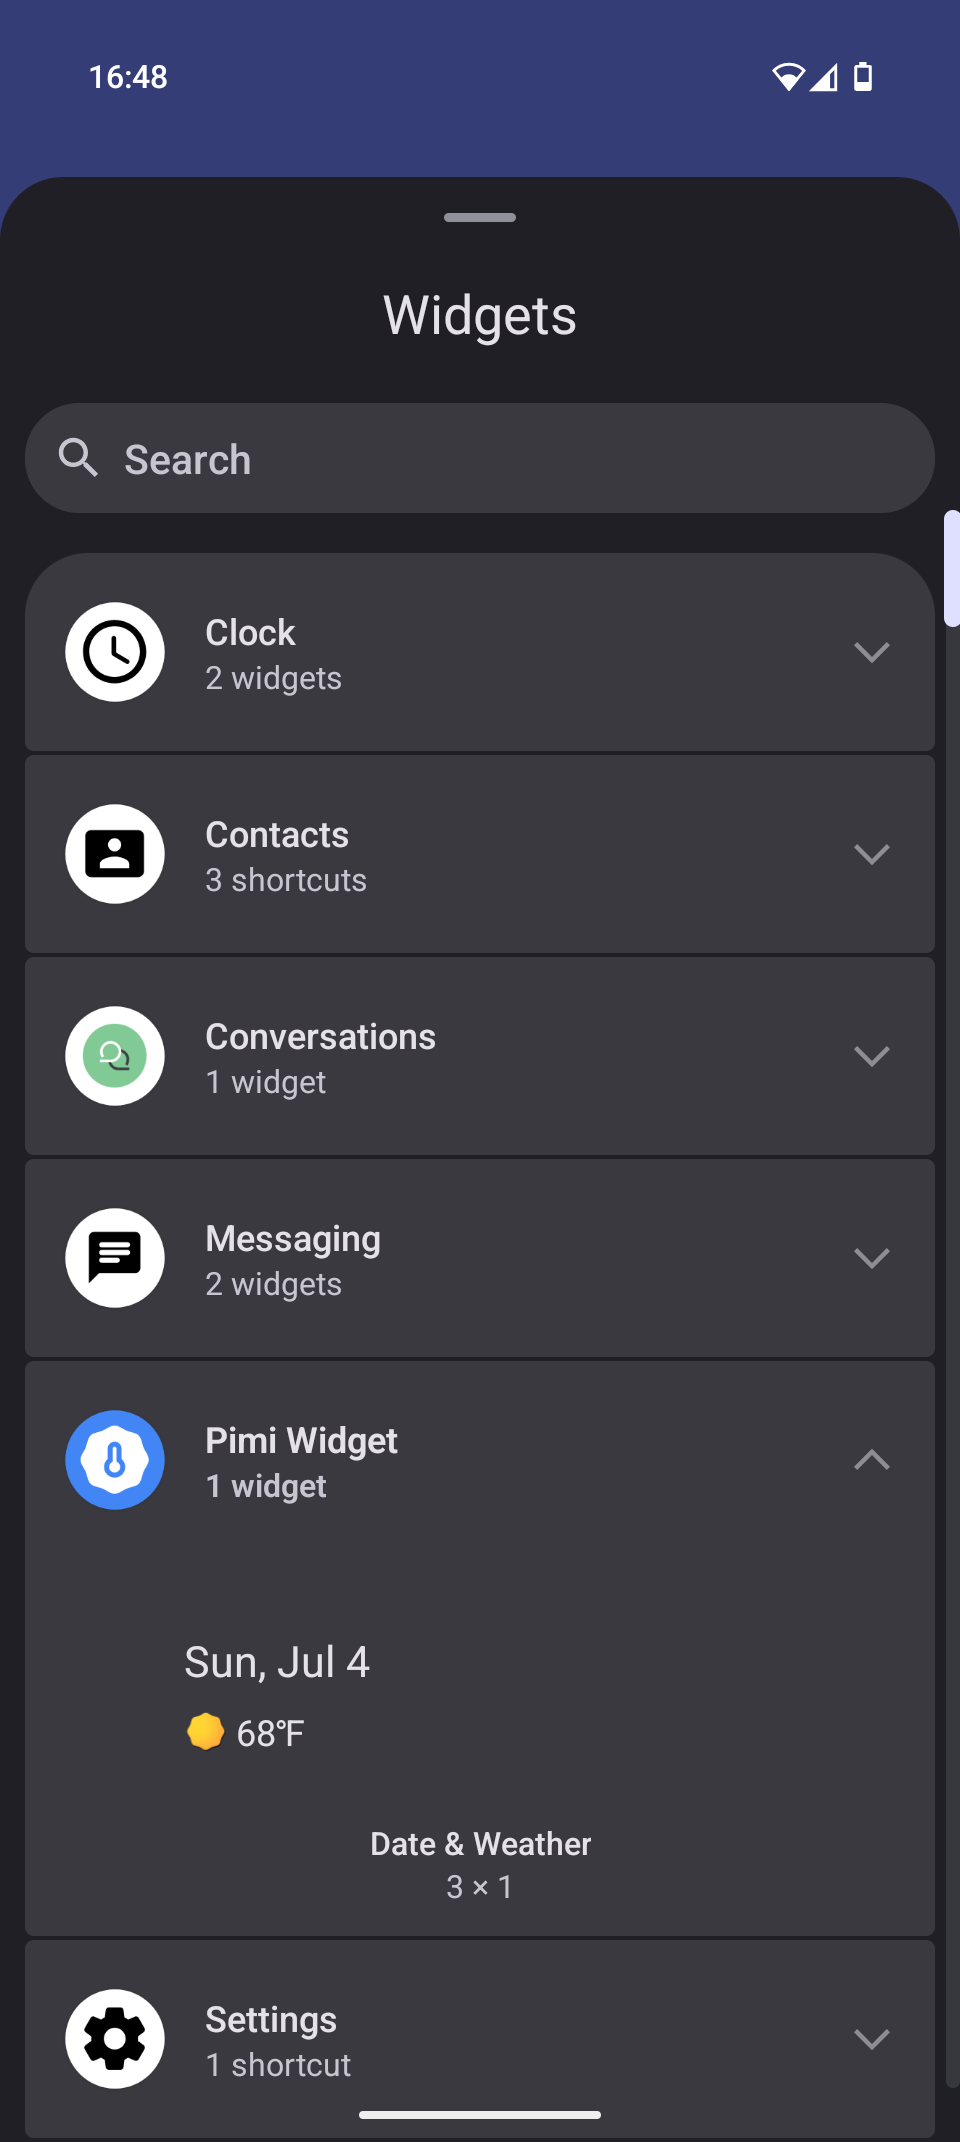 16:48
Widgets
Search
Clock
2 widgets
Contacts
3 shortcuts
Conversations
1 widget
Messaging
2 widgets
Pimi Widget
1 widget
Sun, Jul 4
68°F
Date & Weather
3 × 1
Settings
1 shortcut